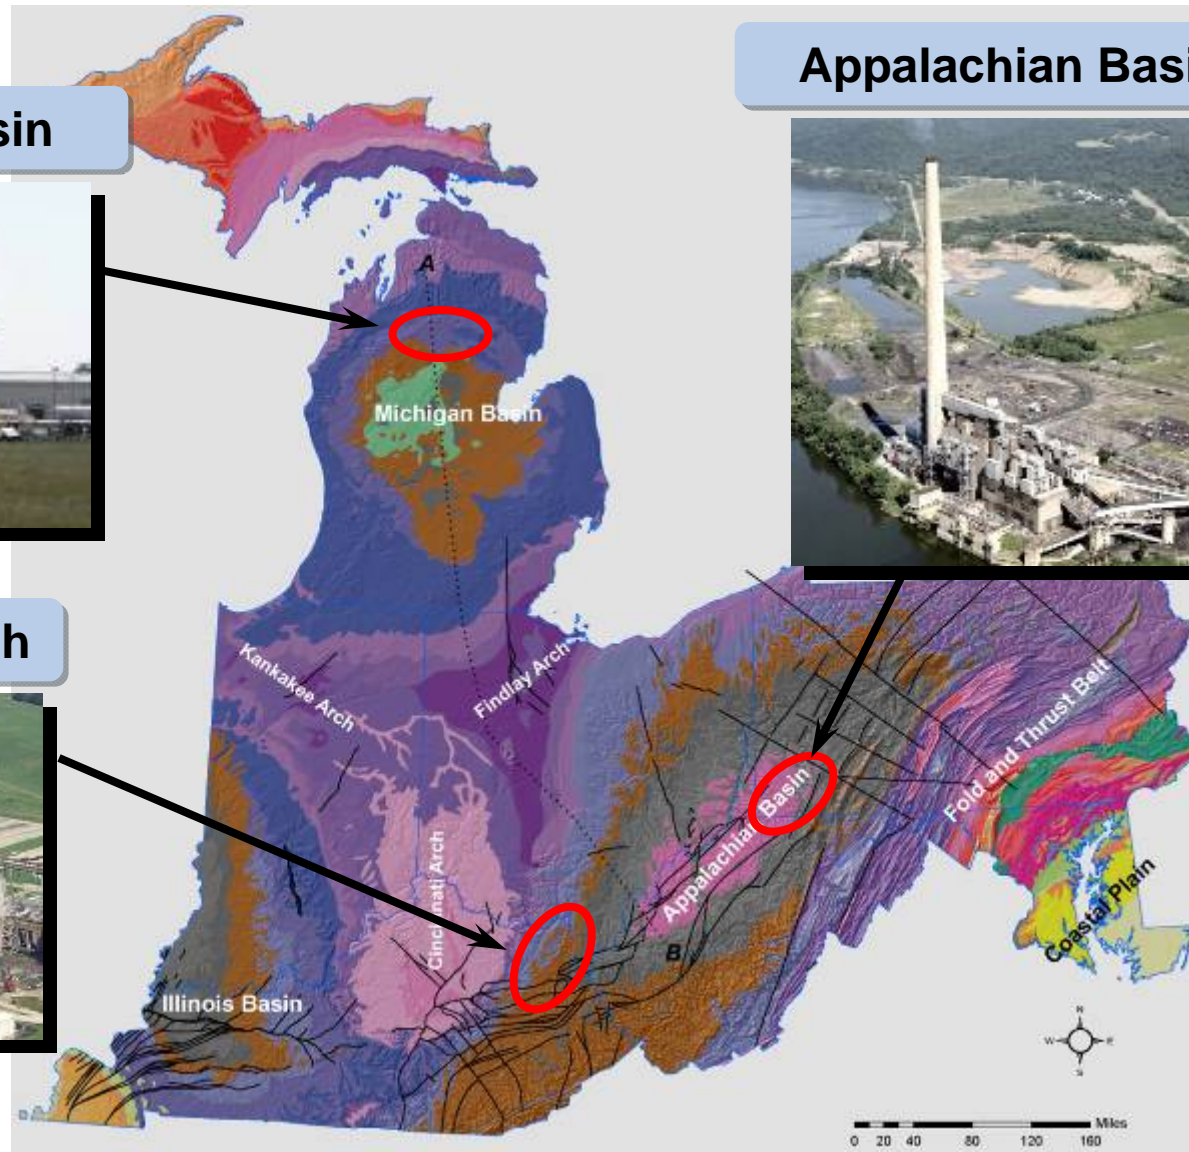 Appalachian Basi
sin
A
Michigan Basin
h
Kankakee Arch
Findlay Arch
Fold and Thrust Belt
Appalachian Basin
Cincinnati Arch
Coastal Plain
B
Illinois Basin
N
W
E
S
Miles
0 20 40 80 120 160